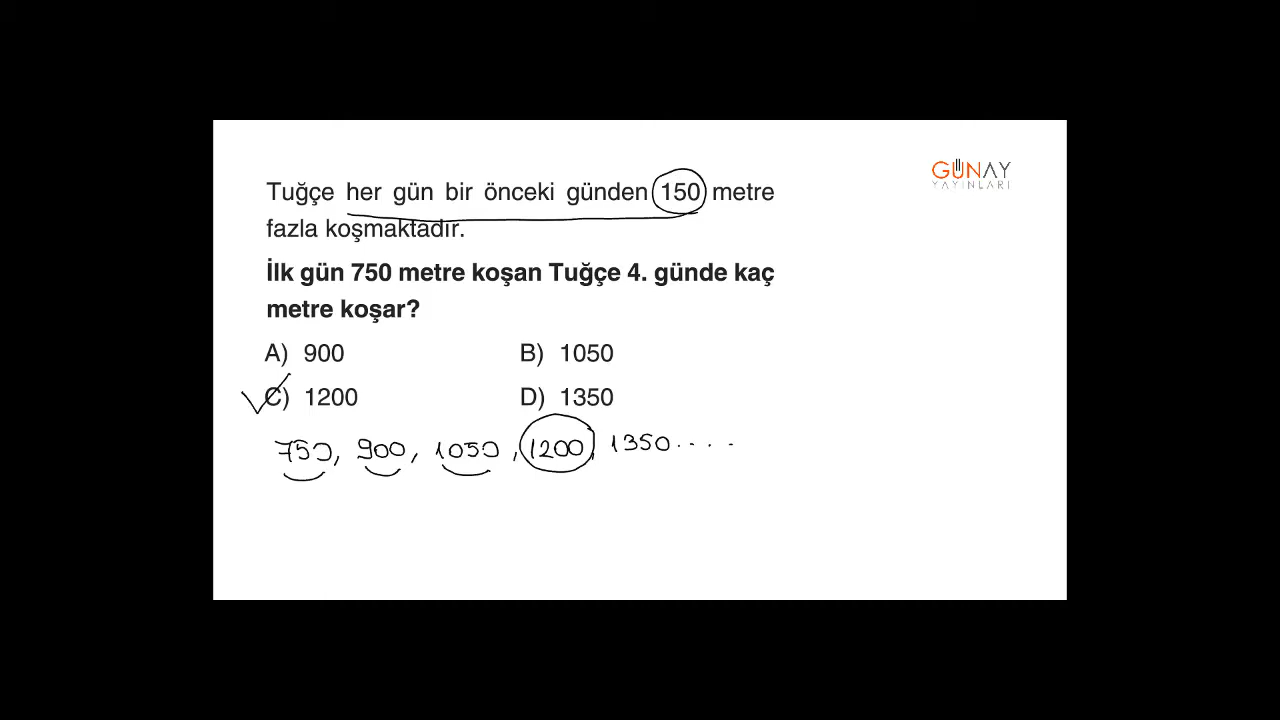 GÜNAY
YAYINLARI
Tuğçe her gün bir önceki günden 150 metre
fazla koşmaktadır.
İlk gün 750 metre koşan Tuğçe 4. günde kaç
metre koşar?
A) 900 B) 1050
C) 1200 D) 1350
750, 900, 1050, 1200, 1350.....